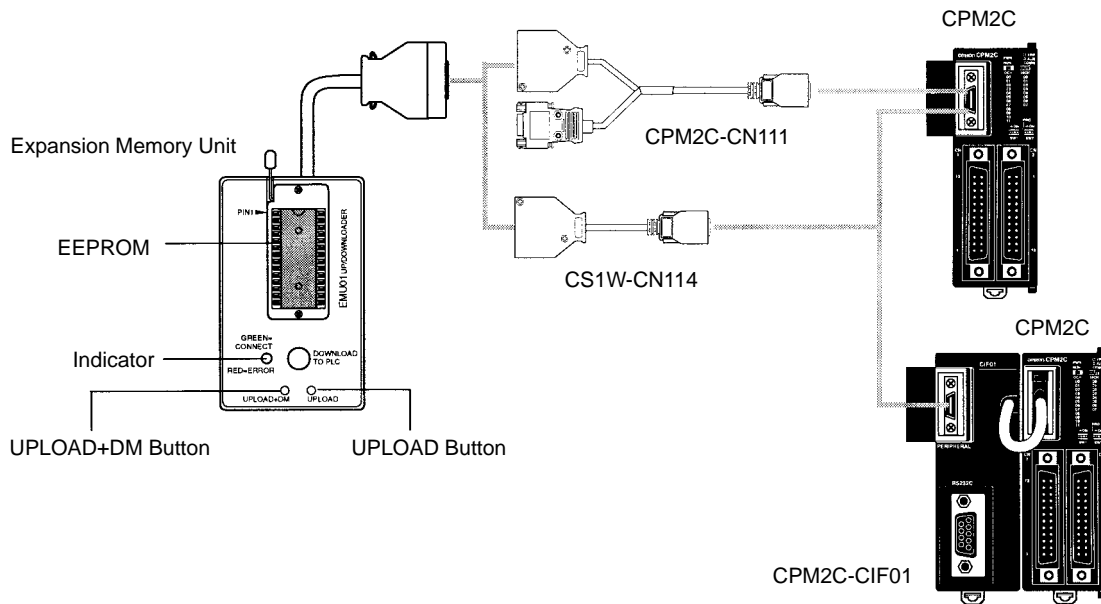 CPM2C
CPM2C-CN111
Expansion Memory Unit
PIN1
EEPROM
EMU01 UP/DOWNLOADER
CS1W-CN114
GREEN=
CONNECT
Indicator
DOWNLOAD
TO PLC
RED=ERROR
UPLOAD+DM
UPLOAD
UPLOAD+DM Button
UPLOAD Button
CPM2C
CIF01
PERIPHERAL
RS232C
CPM2C-CIF01